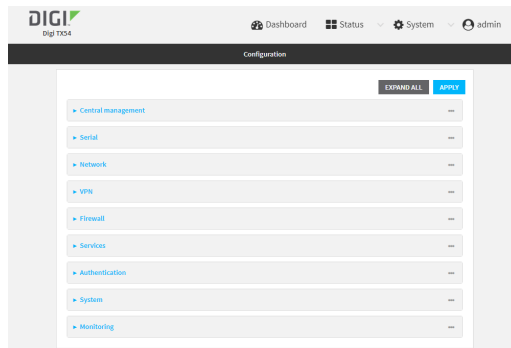 DIGI
Digi TX54
Dashboard Status System admin
Configuration
EXPAND ALL APPLY
Central management
Serial
Network
VPN
Firewall
Services
Authentication
System
Monitoring